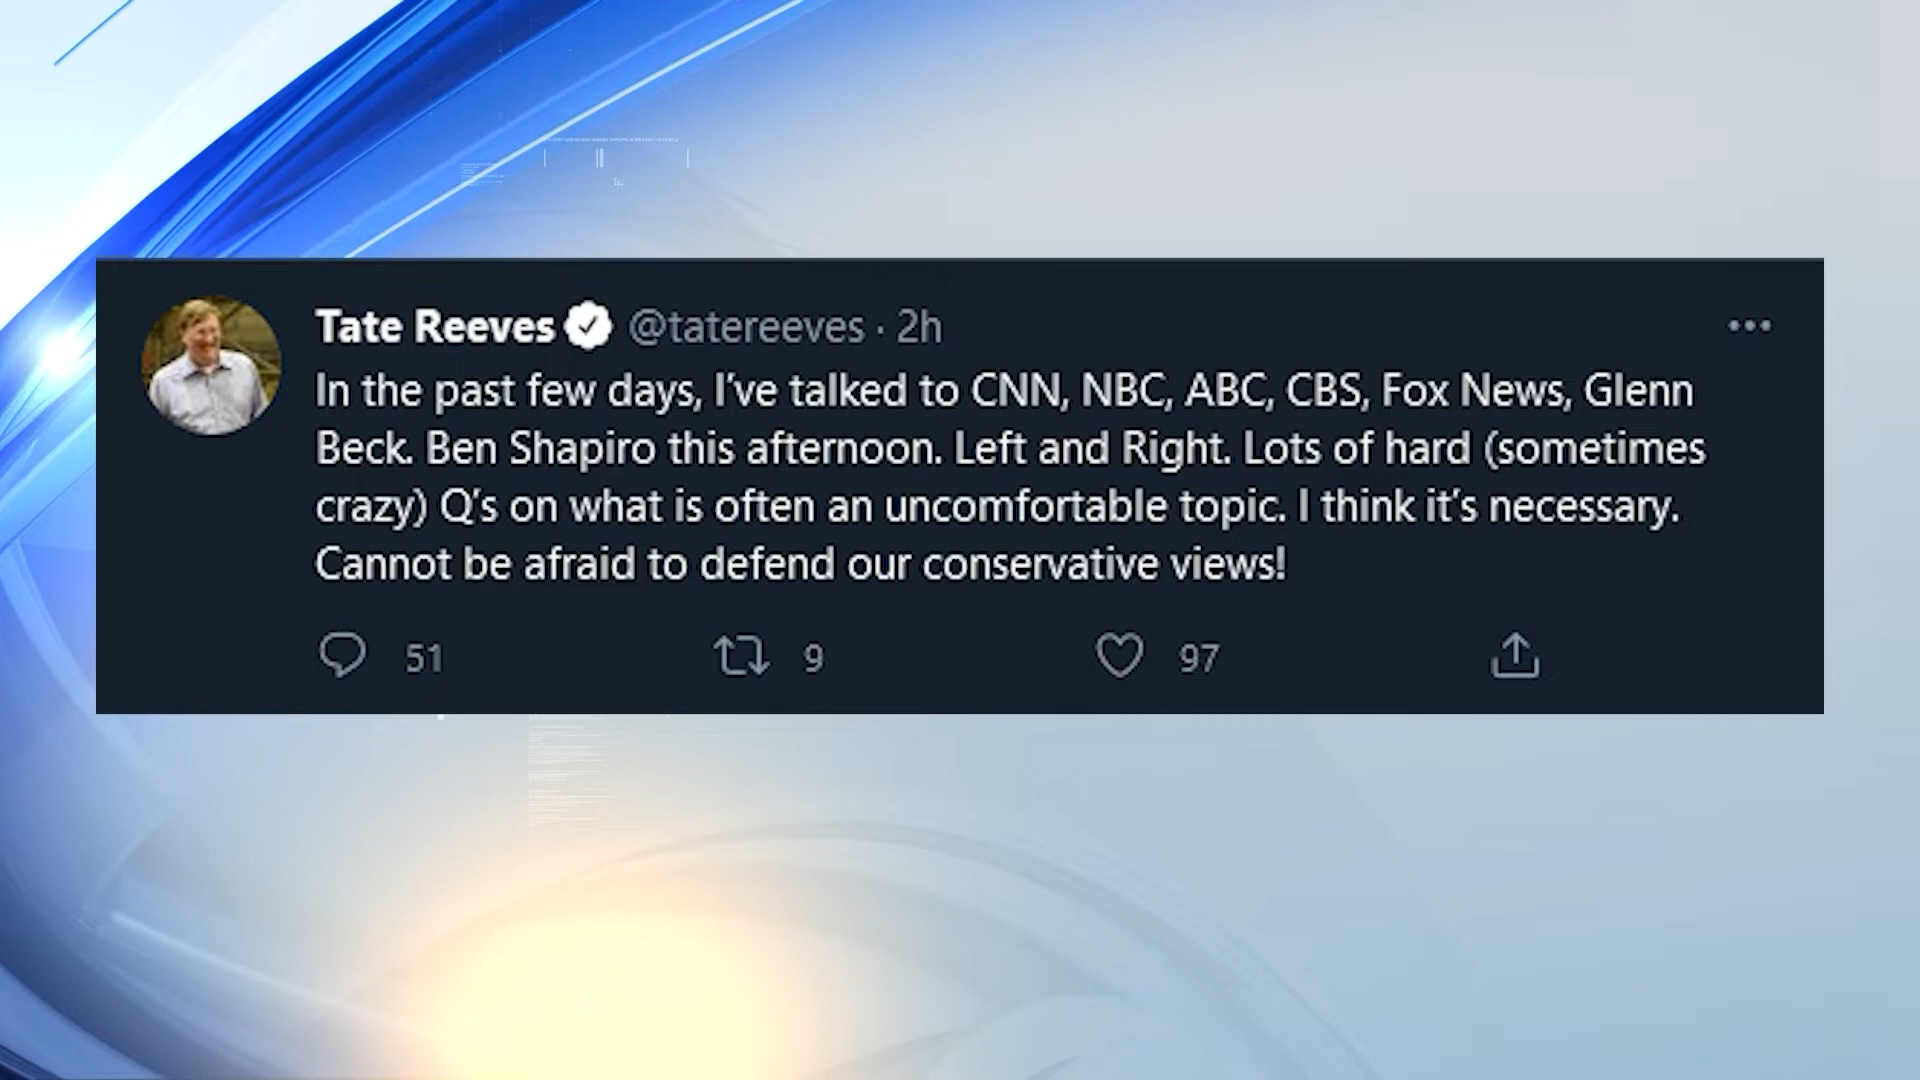 Tate Reeves @tatereeves · 2h
In the past few days, I’ve talked to CNN, NBC, ABC, CBS, Fox News, Glenn
Beck. Ben Shapiro this afternoon. Left and Right. Lots of hard (sometimes
crazy) Q’s on what is often an uncomfortable topic. I think it’s necessary.
Cannot be afraid to defend our conservative views!
51 9 97